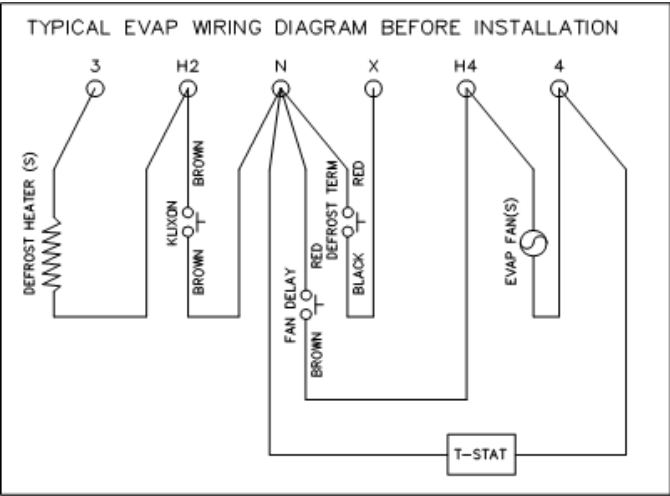 TYPICAL EVAP WIRING DIAGRAM BEFORE INSTALLATION
3 H2 N X H4 4
DEFROST HEATER (S)
BROWN
KLIXON
BROWN
RED
FAN DELAY
BROWN
DEFROST TERM
RED
BLACK
EVAP FAN(S)
T-STAT